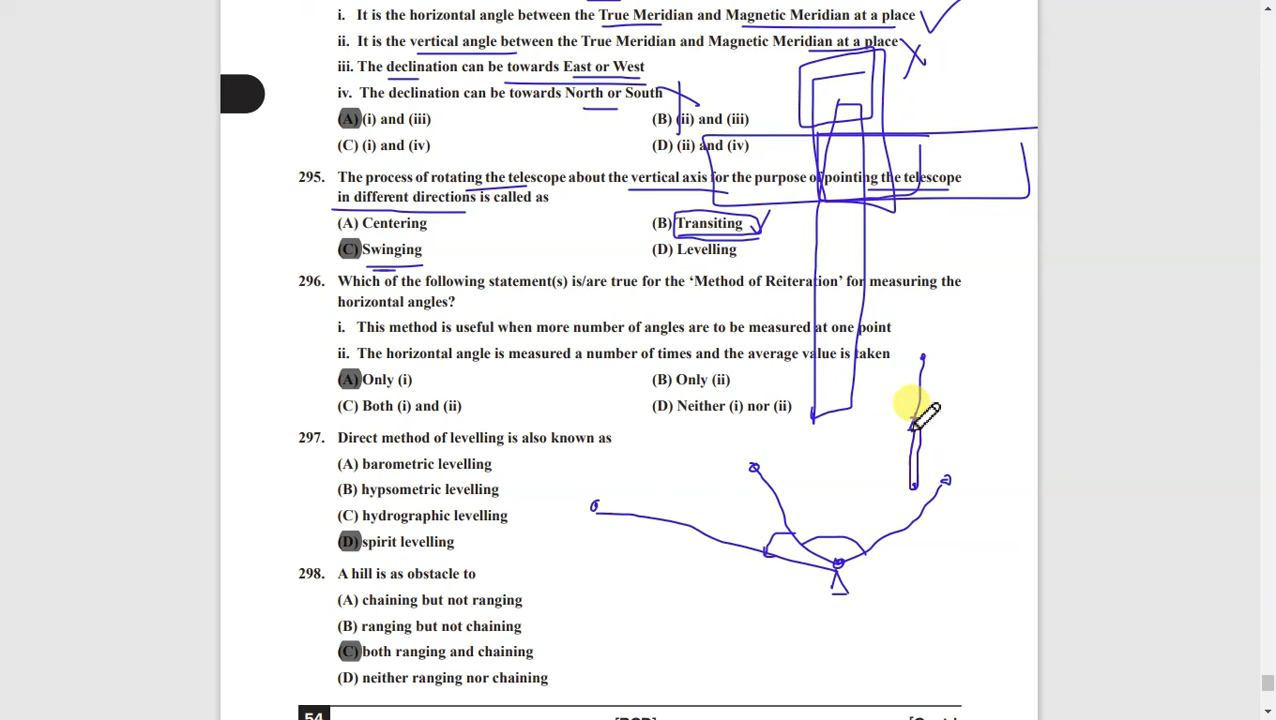 i. It is the horizontal angle between the True Meridian and Magnetic Meridian at a place
ii. It is the vertical angle between the True Meridian and Magnetic Meridian at a place
iii. The declination can be towards East or West
iv. The declination can be towards North or South
(A) (i) and (iii) (B) (ii) and (iii)
(C) (i) and (iv) (D) (ii) and (iv)
295. The process of rotating the telescope about the vertical axis for the purpose of pointing the telescope
in different directions is called as
(A) Centering (B) Transiting
(C) Swinging (D) Levelling
296. Which of the following statement(s) is/are true for the ‘Method of Reiteration’ for measuring the
horizontal angles?
i. This method is useful when more number of angles are to be measured at one point
ii. The horizontal angle is measured a number of times and the average value is taken
(A) Only (i) (B) Only (ii)
(C) Both (i) and (ii) (D) Neither (i) nor (ii)
297. Direct method of levelling is also known as
(A) barometric levelling
(B) hypsometric levelling
(C) hydrographic levelling
(D) spirit levelling
298. A hill is as obstacle to
(A) chaining but not ranging
(B) ranging but not chaining
(C) both ranging and chaining
(D) neither ranging nor chaining
54